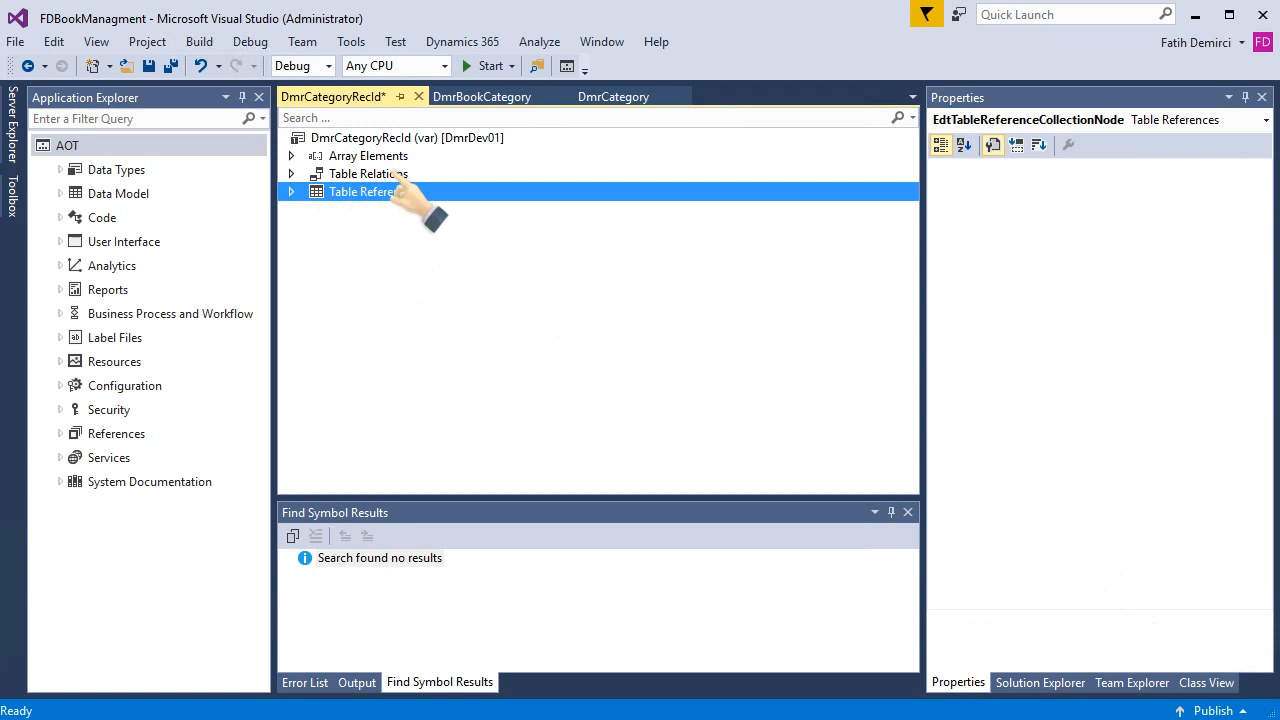 FDBookManagment - Microsoft Visual Studio (Administrator)
Quick Launch
File Edit View Project Build Debug Team Tools Test Dynamics 365 Analyze Window Help
Fatih Demirci FD
Debug Any CPU Start
Server Explorer
Toolbox
Application Explorer
Enter a Filter Query
AOT
Data Types
Data Model
Code
User Interface
Analytics
Reports
Business Process and Workflow
Label Files
Resources
Configuration
Security
References
Services
System Documentation
DmrCategoryRecId* DmrBookCategory DmrCategory
Search ...
DmrCategoryRecId (var) [DmrDev01]
Array Elements
Table Relations
Table
Find Symbol Results
Search found no results
Error List Output Find Symbol Results
Properties
EdtTableReferenceCollectionNode Table References
Properties Solution Explorer Team Explorer Class View
Ready
Publish